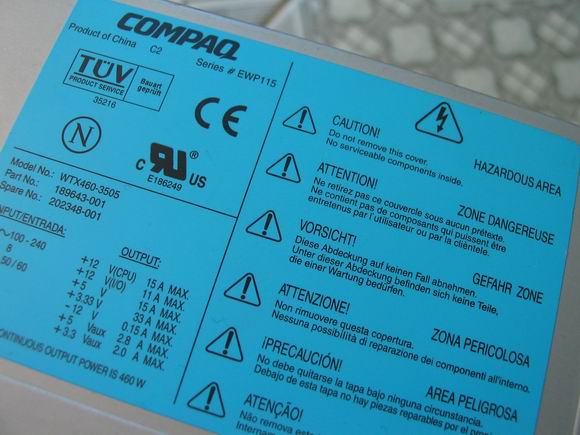 COMPAQ
Product of China C2 Series # EWP115
TÜV
PRODUCT SERVICE
Bauart
geprüft
35216
CE
N
c UR US
E186249
Model No.: WTX460-3505
Part No.: 189643-001
Spare No.: 202348-001
INPUT/ENTRADA:
~100-240
8
50/60
OUTPUT:
+12 V(CPU) 15 A MAX.
+12 V(I/O) 11 A MAX.
+5 V 15 A MAX.
+3.33 V 33 A MAX.
12 V 0.15 A MAX.
+5 Vaux 2.8 A MAX.
+3.3 Vaux 2.0 A MAX.
CONTINUOUS OUTPUT POWER IS 460 W
CAUTION!
Do not remove this cover.
No serviceable components inside.
HAZARDOUS AREA
ATTENTION!
Ne retirez pas ce couvercle sous aucun prétexte.
Ne contient pas de composants qui puissent être
entretenus par l'utilisateur ou par la clientèle.
ZONE DANGEREUSE
VORSICHT!
Diese Abdeckung auf keinen Fall abnehmen.
Unter dieser Abdeckung befinden sich keine Teile,
die einer Wartung bedürfen.
GEFAHR ZONE
ATTENZIONE!
Non rimuovere questa copertura.
Nessuna possibilità di reparazione dei componenti all'interno.
ZONA PERICOLOSA
¡PRECAUCIÓN!
No debe quitarse la tapa bajo ninguna circunstancia.
Debajo de esta tapa no hay piezas reparables por el
AREA PELIGROSA
ATENÇÃO!
Não remova esta
Internamente